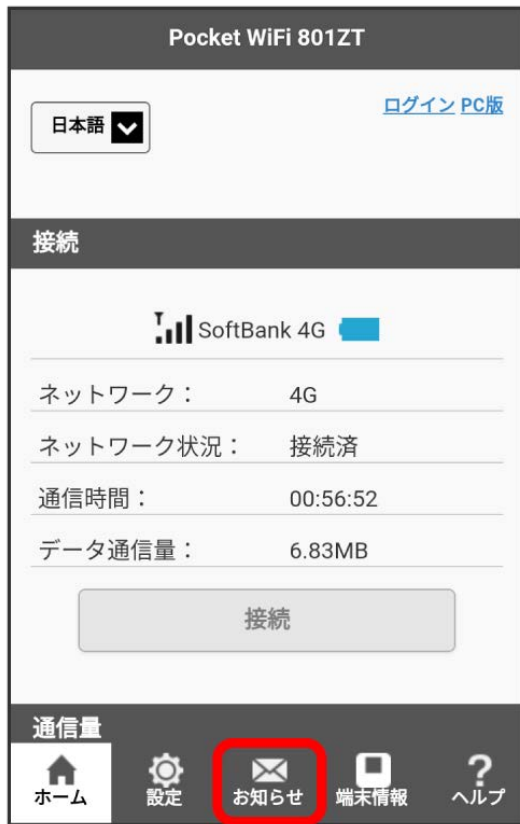 Pocket WiFi 801ZT
日本語
ログイン PC版
接続
SoftBank 4G
ネットワーク： 4G
ネットワーク状況： 接続済
通信時間： 00:56:52
データ通信量： 6.83MB
接続
通信量
ホーム 設定 お知らせ 端末情報 ヘルプ